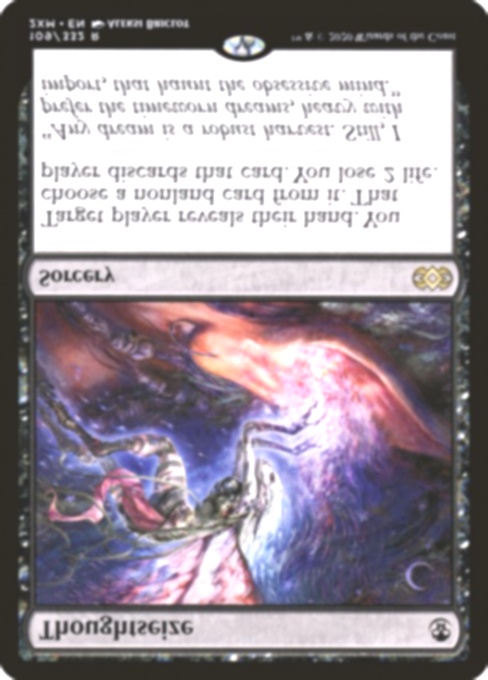 Thoughtseize
Sorcery
Target player reveals their hand. You
choose a nonland card from it. That
player discards that card. You lose 2 life.
"Any dream is a robust harvest. Still, I
prefer the timeworn dreams, heavy with
import, that haunt the obsessive mind."
109/332 R
2XM • EN Aleksi Briclot
™ & © 2020 Wizards of the Coast